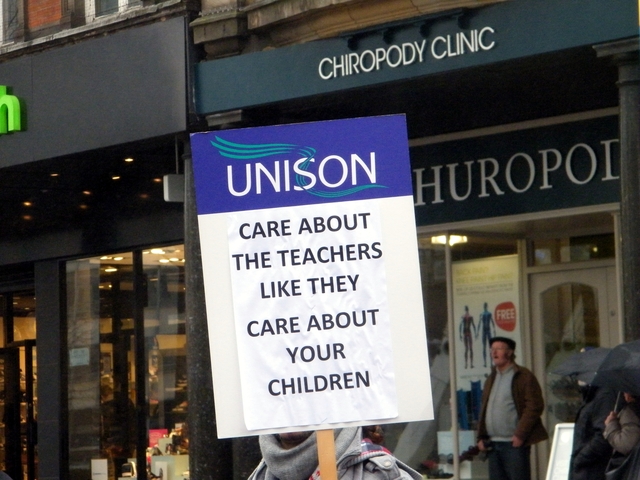 CHIROPODY CLINIC
UNISON
CARE ABOUT
THE TEACHERS
LIKE THEY
CARE ABOUT
YOUR
CHILDREN
HUROPOD
FREE
h